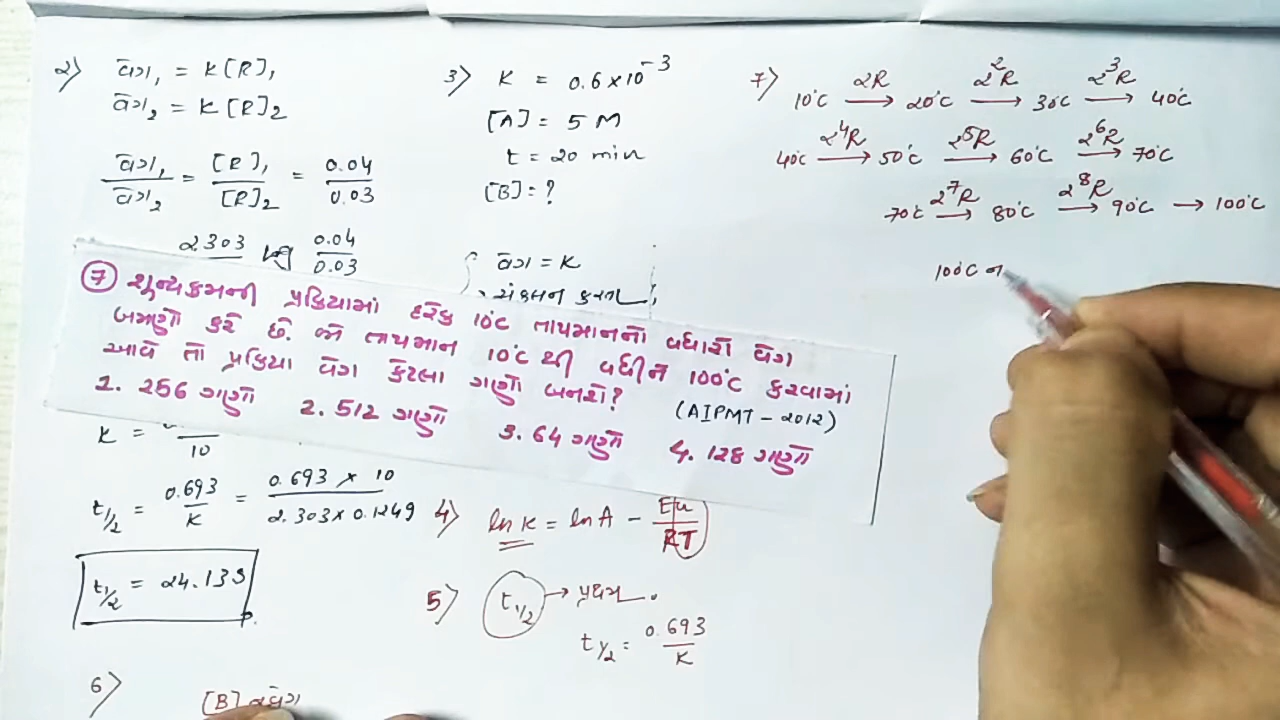 ૨) વેગ₁ = K[R]₁
વેગ₂ = K[R]₂
વેગ₁ / વેગ₂ = [R]₁ / [R]₂ = 0.04 / 0.03
2.303 log 0.04 / 0.03
K = / 10
t½ = 0.693 / K = 0.693 × 10 / 2.303 × 0.1249
t½ = 24.13 S
6)
[B]
3) K = 0.6 × 10⁻³
[A] = 5 M
t = 20 min
[B] = ?
વેગ = K
સંકલન કરતા
⑦ શૂન્યક્રમની પ્રક્રિયામાં દરેક 10°C તાપમાનનો વધારો વેગ
બમણો કરે છે. જો તાપમાન 10°C થી વધીને 100°C કરવામાં
આવે તો પ્રક્રિયા વેગ કેટલા ગણો બનશે?
(AIPMT - 2012)
1. 256 ગણો 2. 512 ગણો 3. 64 ગણો 4. 128 ગણો
4) ln K = ln A - Ea / RT
5) t½ → પ્રથમ
t½ = 0.693 / K
7) 10°C 2R → 20°C 2²R → 30°C 2³R → 40°C
40°C 2⁴R → 50°C 2⁵R → 60°C 2⁶R → 70°C
70°C 2⁷R → 80°C 2⁸R → 90°C → 100°C
100°C ન